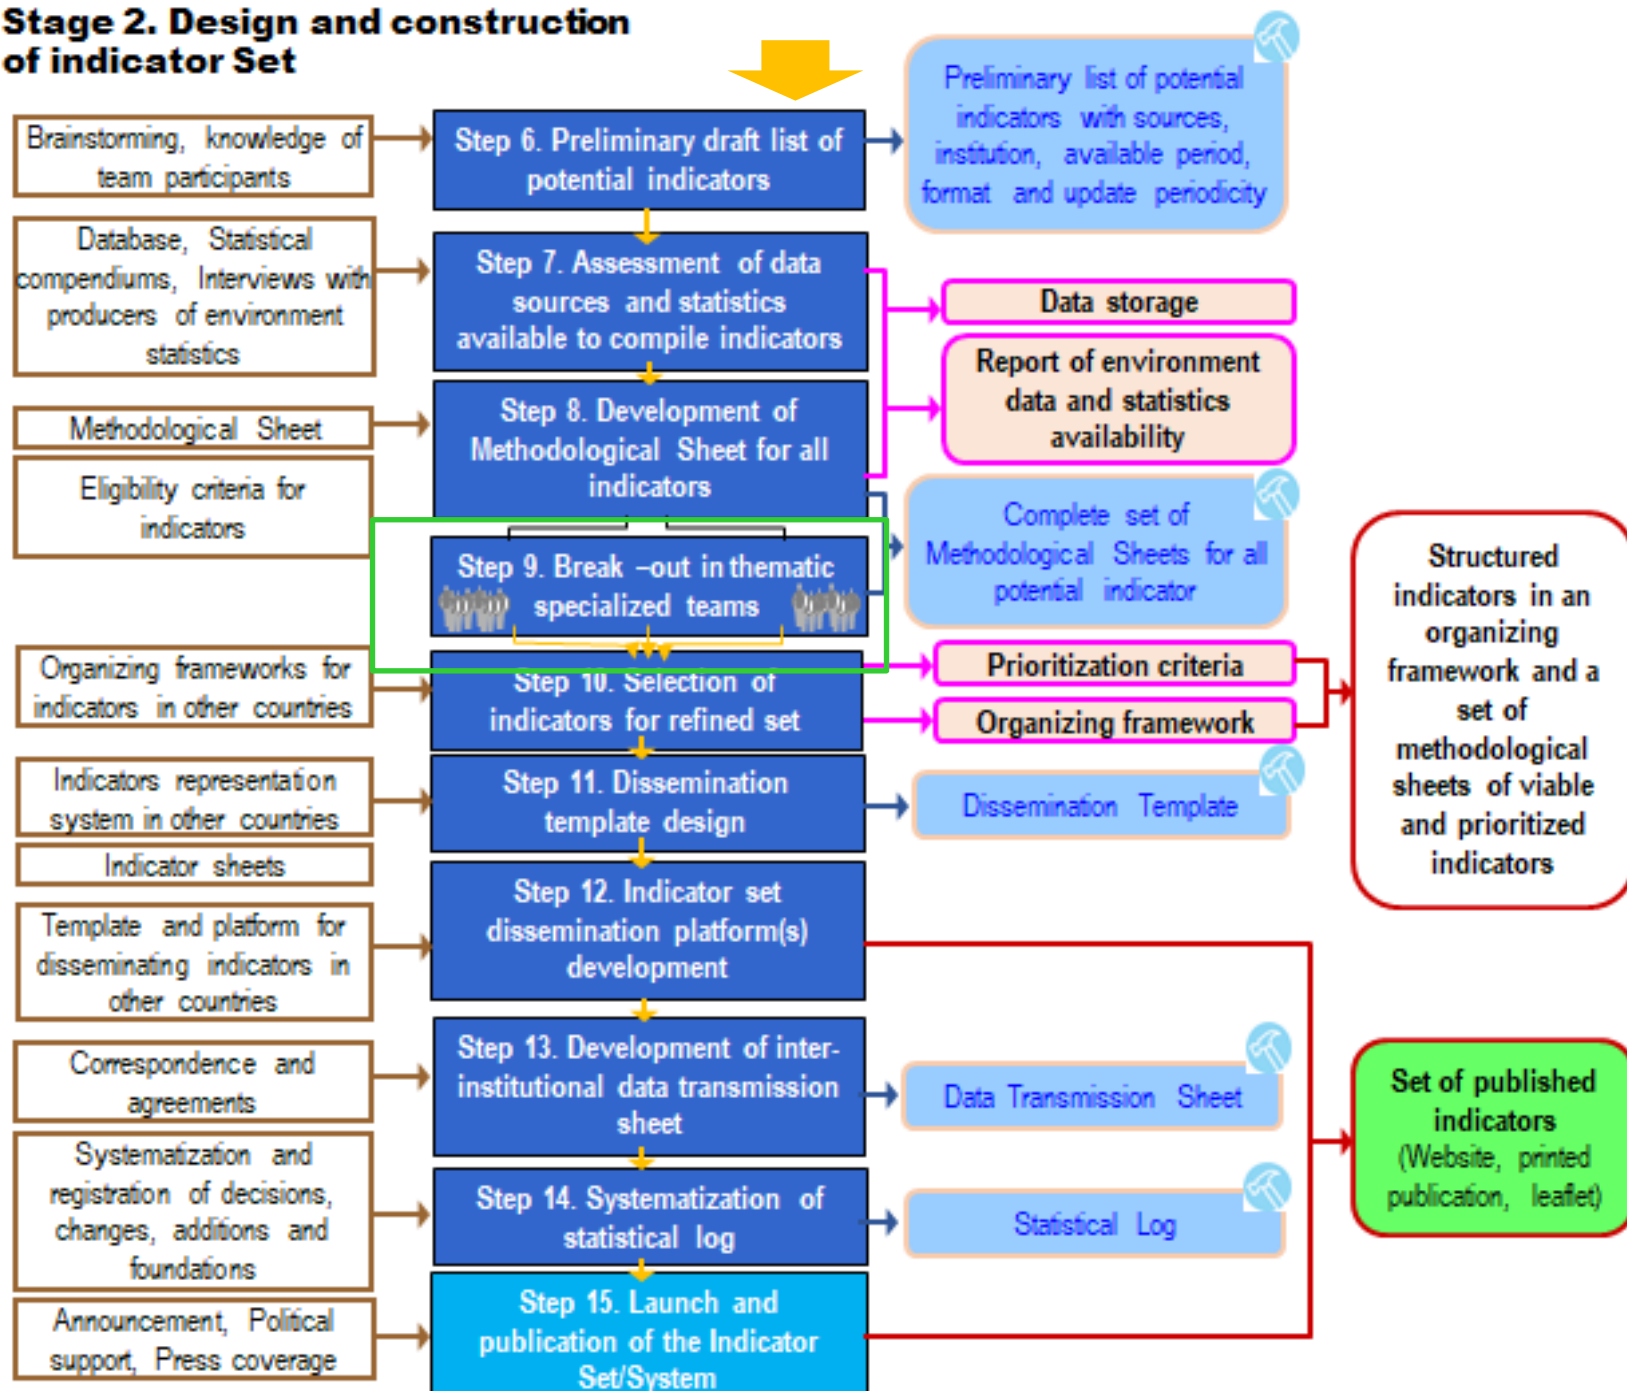 Stage 2. Design and construction
of indicator Set
Brainstorming, knowledge of
team participants
Step 6. Preliminary draft list of
potential indicators
Preliminary list of potential
indicators with sources,
institution, available period,
format and update periodicity
Database, Statistical
compendiums, Interviews with
producers of environment
statistics
Step 7. Assessment of data
sources and statistics
available to compile indicators
Data storage
Report of environment
data and statistics
availability
Methodological Sheet
Eligibility criteria for
indicators
Step 8. Development of
Methodological Sheet for all
indicators
Complete set of
Methodological Sheets for all
potential indicator
Step 9. Break –out in thematic
specialized teams
Organizing frameworks for
indicators in other countries
Step 10. Selection of
indicators for refined set
Prioritization criteria
Organizing framework
Structured
indicators in an
organizing
framework and a
set of
methodological
sheets of viable
and prioritized
indicators
Indicators representation
system in other countries
Step 11. Dissemination
template design
Dissemination Template
Indicator sheets
Template and platform for
disseminating indicators in
other countries
Step 12. Indicator set
dissemination platform(s)
development
Correspondence and
agreements
Step 13. Development of inter-
institutional data transmission
sheet
Data Transmission Sheet
Set of published
indicators
(Website, printed
publication, leaflet)
Systematization and
registration of decisions,
changes, additions and
foundations
Step 14. Systematization of
statistical log
Statistical Log
Announcement, Political
support, Press coverage
Step 15. Launch and
publication of the Indicator
Set/System